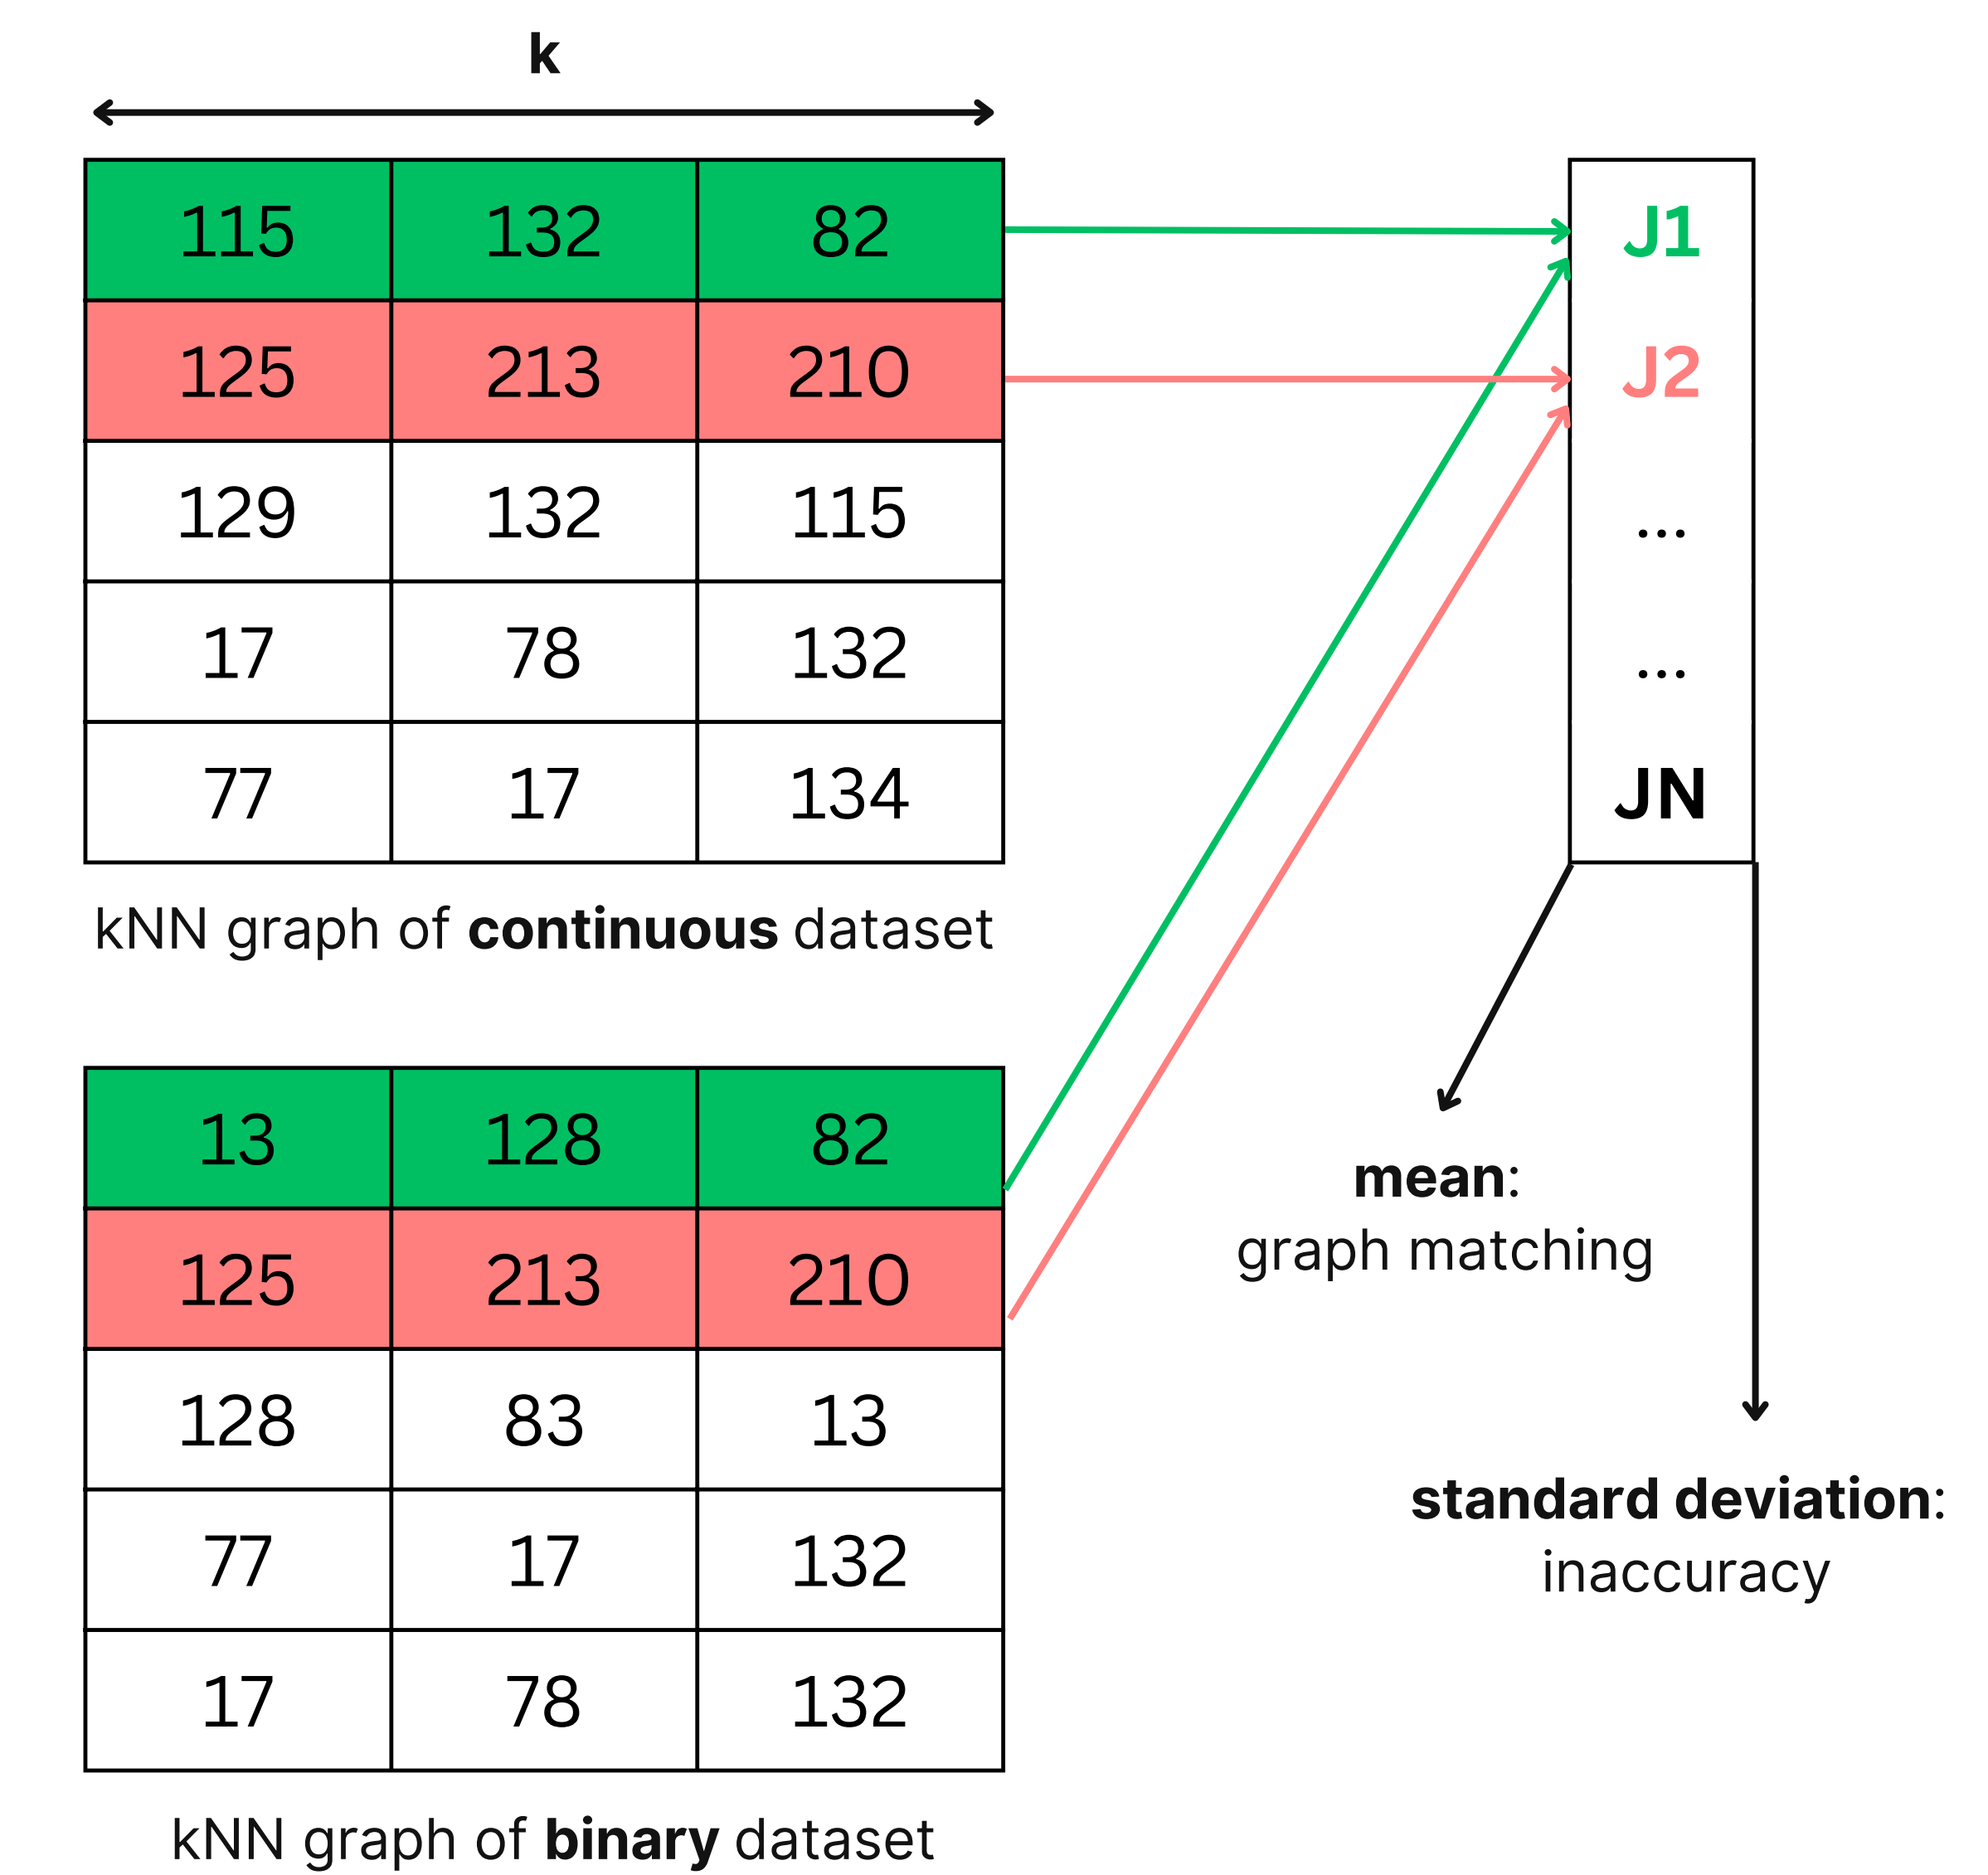 k
115 132 82 J1
125 213 210 J2
129 132 115 ...
17 78 132 ...
77 17 134 JN
KNN graph of continuous dataset
13 128 82
mean:
graph matching
125 213 210
128 83 13
standard deviation:
inaccuracy
77 17 132
17 78 132
KNN graph of binary dataset